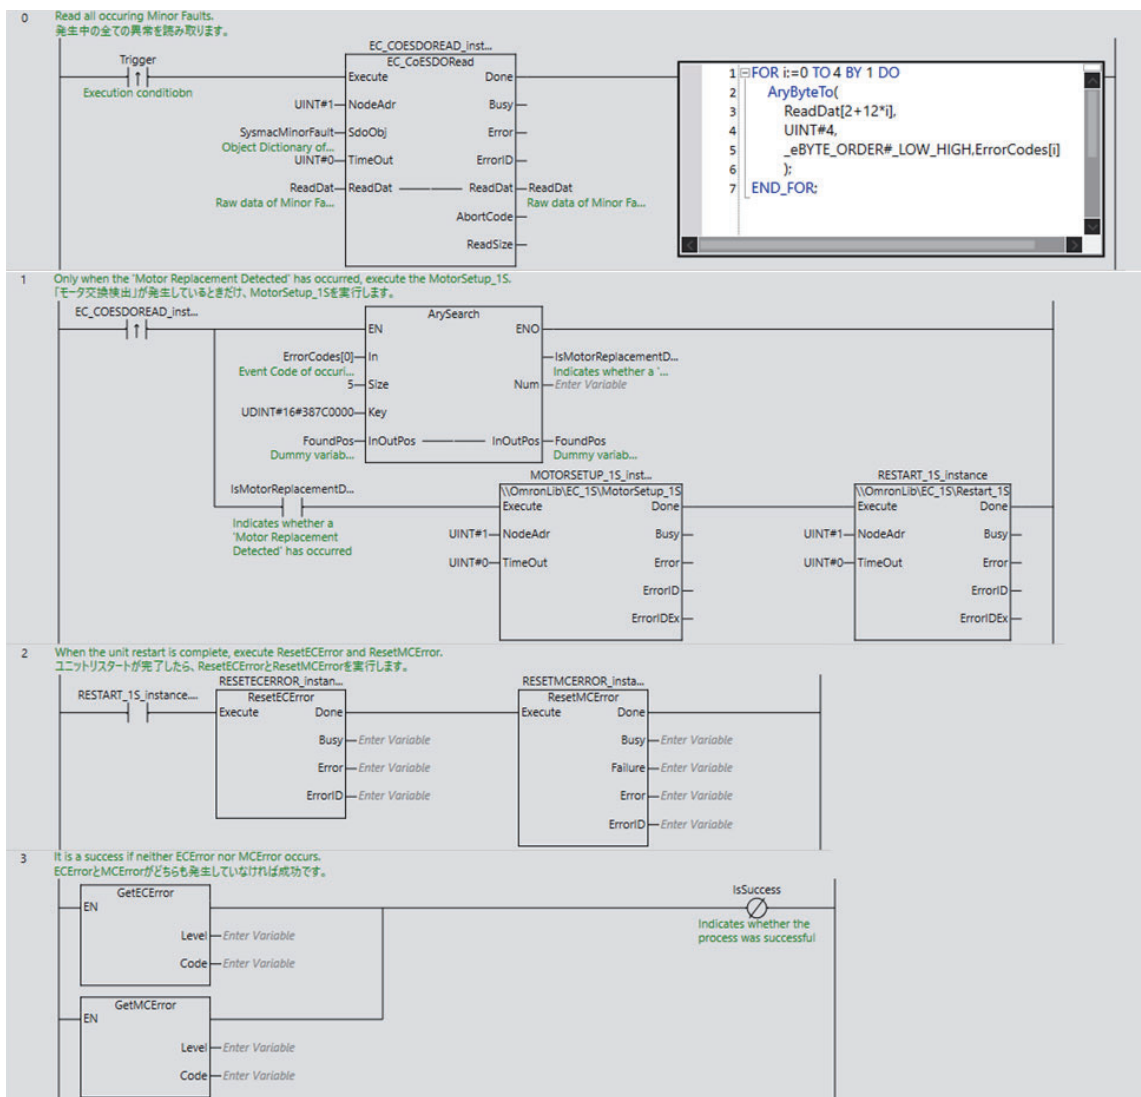 0
Read all occuring Minor Faults.
発生中の全ての異常を読み取ります。
Trigger
Execution conditiobn
EC_COESDOREAD_inst...
EC_CoESDORead
Execute Done
UINT#1 NodeAdr Busy
SysmacMinorFault SdoObj Error
Object Dictionary of...
UINT#0 TimeOut ErrorID
ReadDat ReadDat ReadDat ReadDat
Raw data of Minor Fa... Raw data of Minor Fa...
AbortCode
ReadSize
1 FOR i:=0 TO 4 BY 1 DO
2 AryByteTo(
3 ReadDat[2+12*i],
4 UINT#4,
5 _eBYTE_ORDER#_LOW_HIGH,ErrorCodes[i]
6 );
7 END_FOR;
1
Only when the 'Motor Replacement Detected' has occurred, execute the MotorSetup_1S.
「モータ交換検出」が発生しているときだけ、MotorSetup_1Sを実行します。
EC_COESDOREAD_inst...
ArySearch
EN ENO
ErrorCodes[0] In IsMotorReplacementD...
Event Code of occuri... Indicates whether a '...
5 Size Num Enter Variable
UDINT#16#387C0000 Key
FoundPos InOutPos InOutPos FoundPos
Dummy variab... Dummy variab...
IsMotorReplacementD...
Indicates whether a
'Motor Replacement
Detected' has occurred
MOTORSETUP_1S_inst...
\\OmronLib\EC_1S\MotorSetup_1S
Execute Done
UINT#1 NodeAdr Busy
UINT#0 TimeOut Error
ErrorID
ErrorIDEx
RESTART_1S_instance
\\OmronLib\EC_1S\Restart_1S
Execute Done
UINT#1 NodeAdr Busy
UINT#0 TimeOut Error
ErrorID
ErrorIDEx
2
When the unit restart is complete, execute ResetECError and ResetMCError.
ユニットリスタートが完了したら、ResetECErrorとResetMCErrorを実行します。
RESTART_1S_instance....
RESETECERROR_instan...
ResetECError
Execute Done
Busy Enter Variable
Error Enter Variable
ErrorID Enter Variable
RESETMCERROR_insta...
ResetMCError
Execute Done
Busy Enter Variable
Failure Enter Variable
Error Enter Variable
ErrorID Enter Variable
3
It is a success if neither ECError nor MCError occurs.
ECErrorとMCErrorがどちらも発生していなければ成功です。
GetECError
EN
Level Enter Variable
Code Enter Variable
IsSuccess
Indicates whether the
process was successful
GetMCError
EN
Level Enter Variable
Code Enter Variable